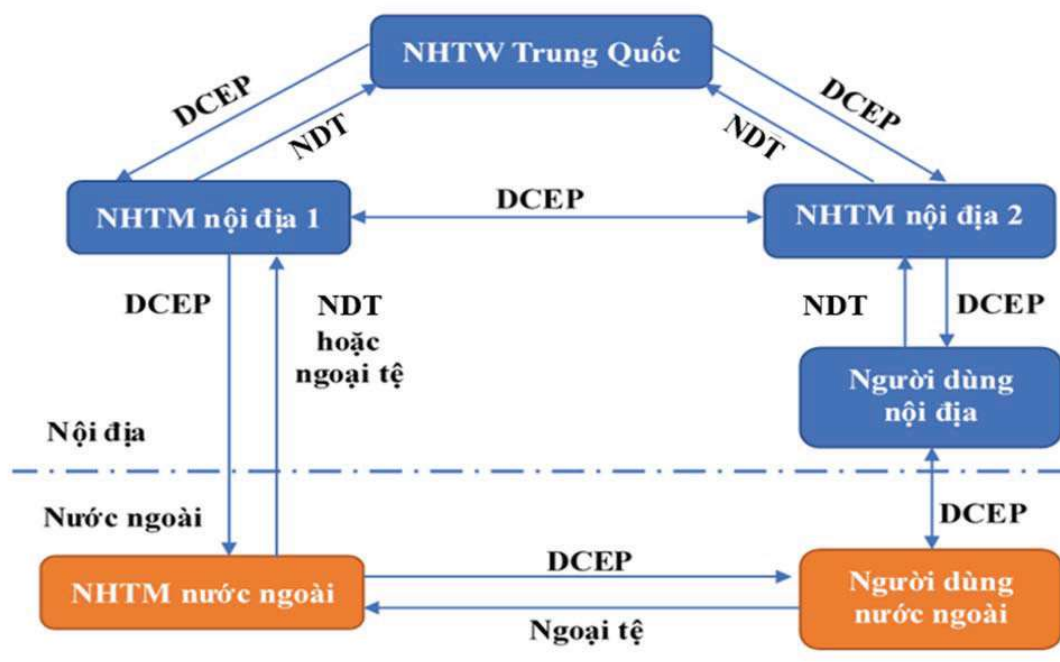 NHTW Trung Quốc
DCEP
NDT
NDT
DCEP
NHTM nội địa 1
DCEP
NHTM nội địa 2
DCEP
NDT
hoặc
ngoại tệ
NDT
DCEP
Người dùng
nội địa
Nội địa
Nước ngoài
DCEP
NHTM nước ngoài
DCEP
Ngoại tệ
Người dùng
nước ngoài